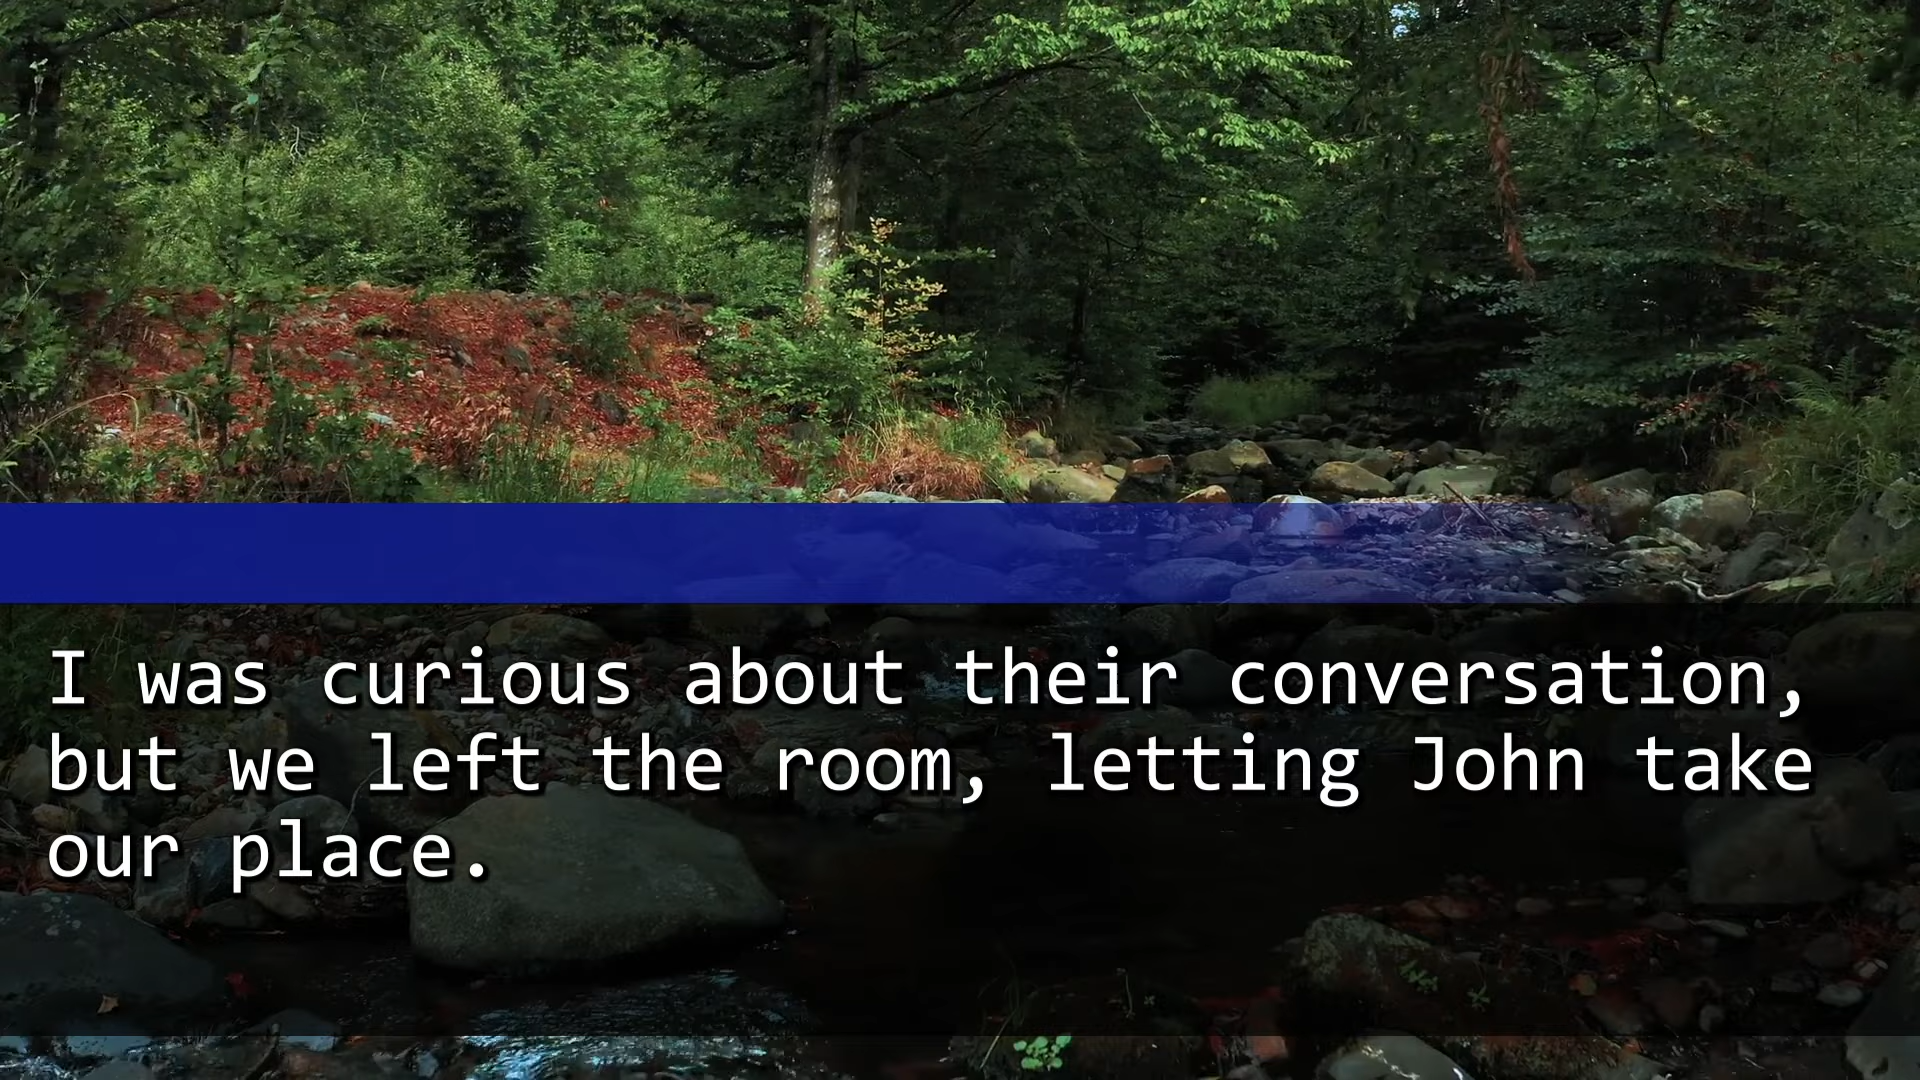 I was curious about their conversation,
but we left the room, letting John take
our place.